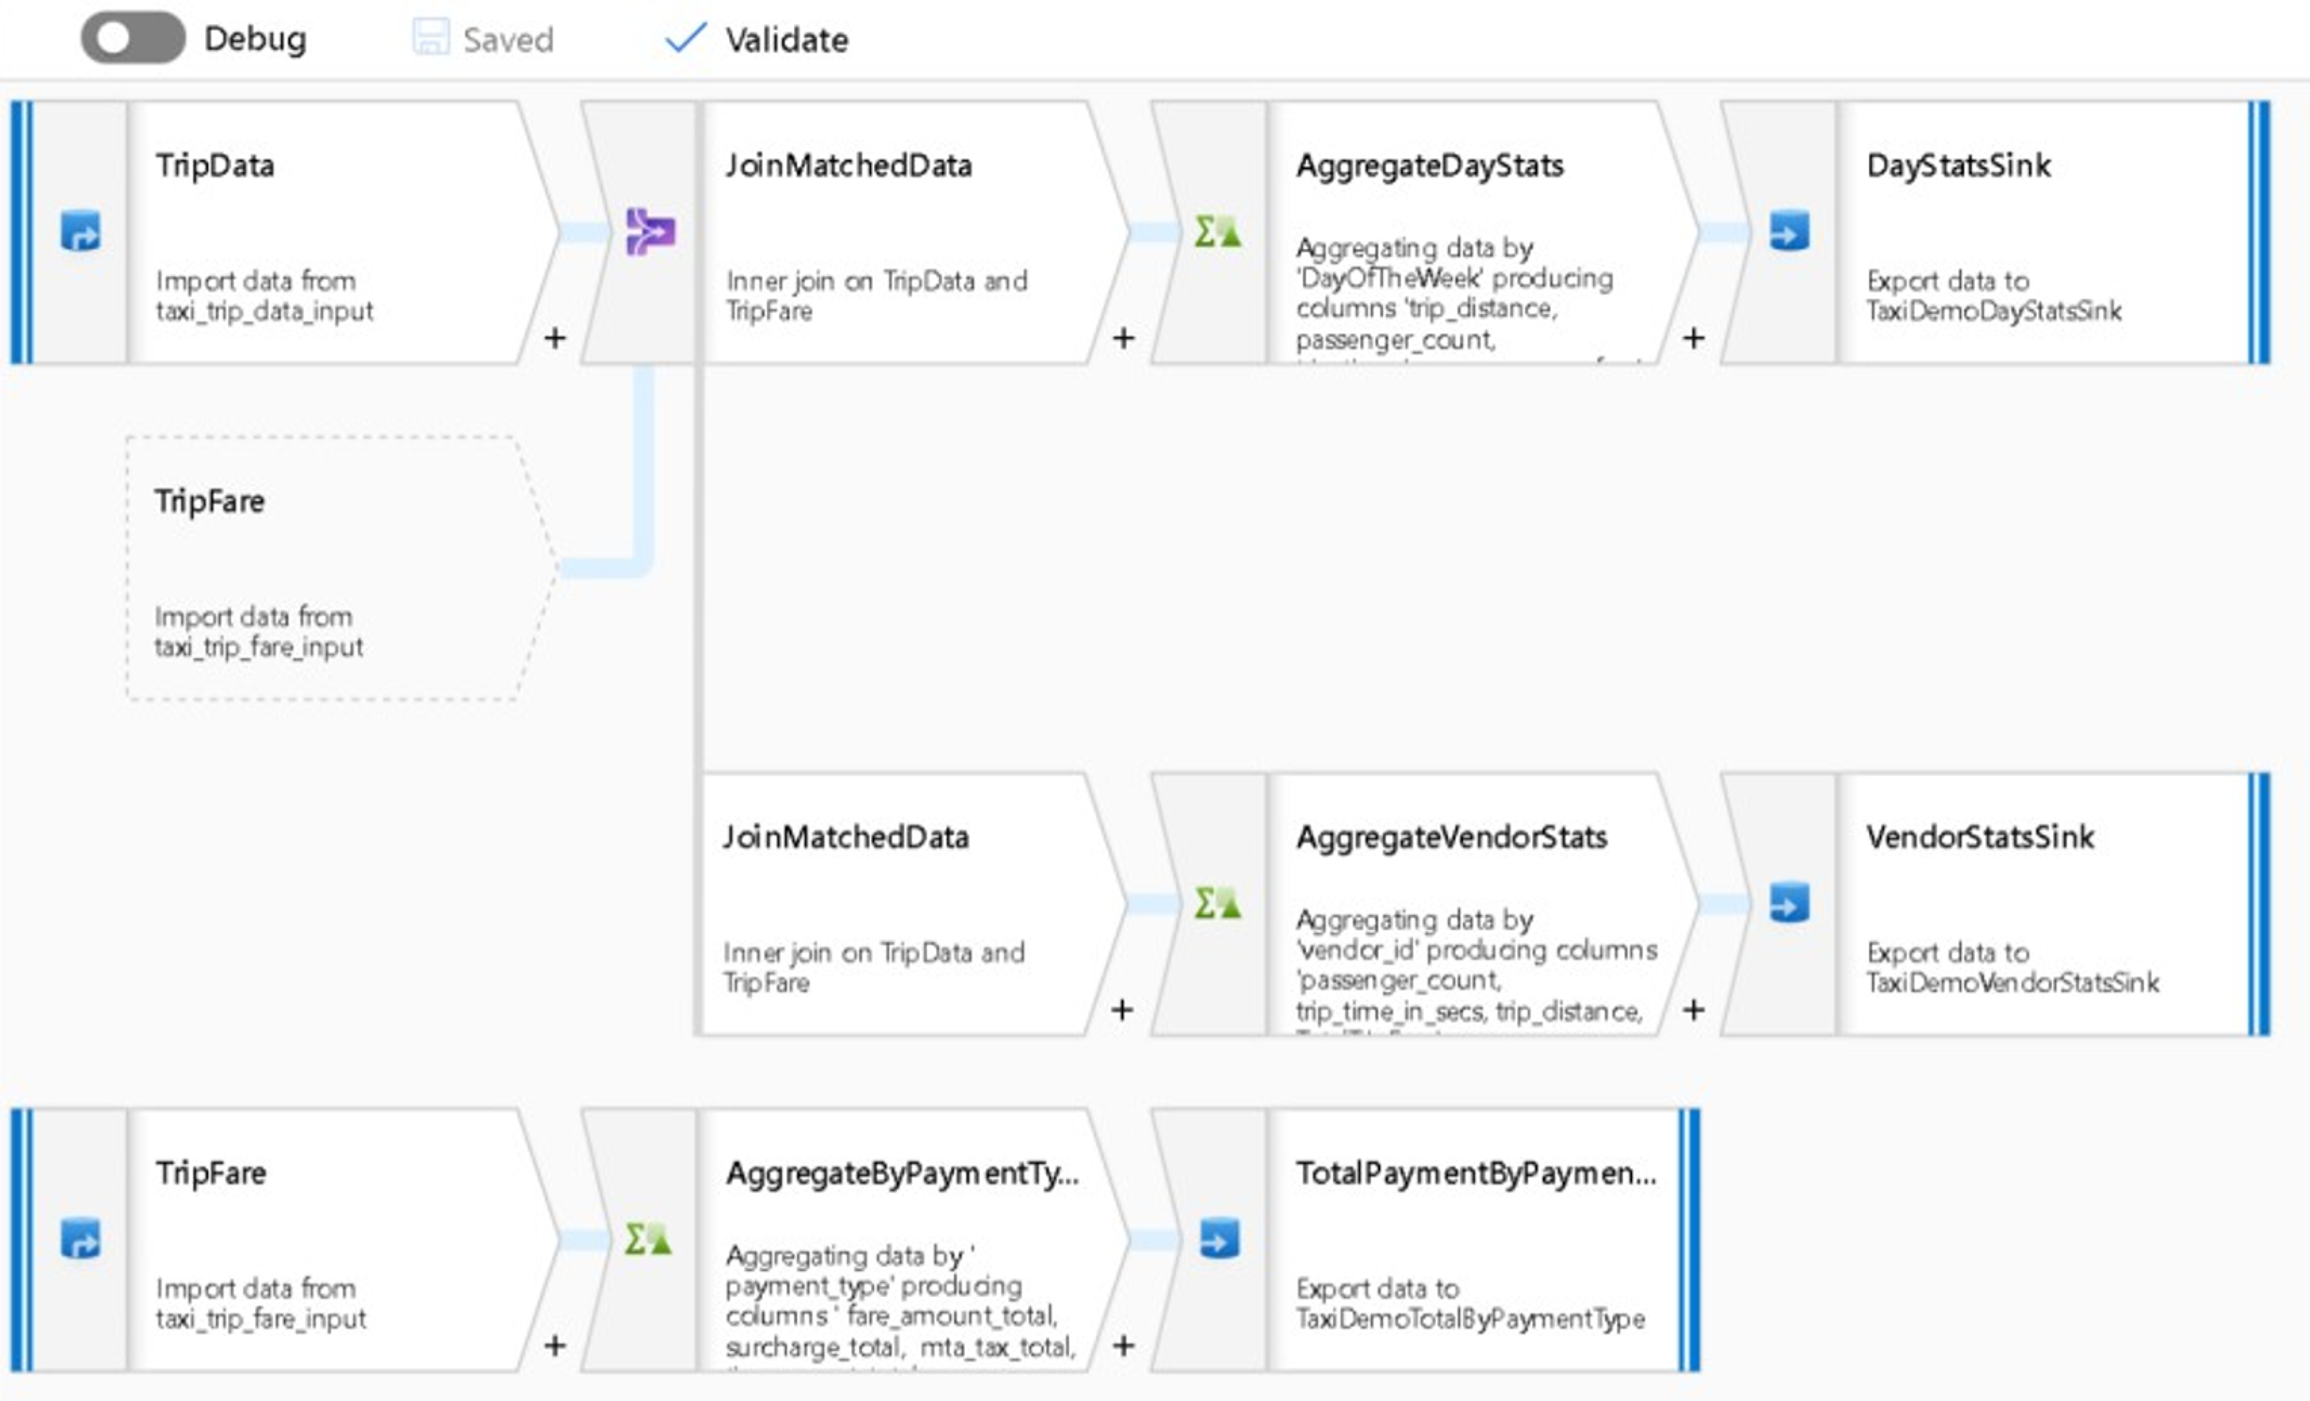 Debug Saved Validate
TripData
Import data from
taxi_trip_data_input
+
JoinMatchedData
Inner join on TripData and
TripFare
+
AggregateDayStats
Aggregating data by
'DayOfTheWeek' producing
columns 'trip_distance,
passenger_count,
+
DayStatsSink
Export data to
TaxiDemoDayStatsSink
TripFare
Import data from
taxi_trip_fare_input
JoinMatchedData
Inner join on TripData and
TripFare
+
AggregateVendorStats
Aggregating data by
'vendor_id' producing columns
'passenger_count,
trip_time_in_secs, trip_distance,
+
VendorStatsSink
Export data to
TaxiDemoVendorStatsSink
TripFare
Import data from
taxi_trip_fare_input
+
AggregateByPaymentTy...
Aggregating data by '
payment_type' producing
columns ' fare_amount_total,
surcharge_total, mta_tax_total,
+
TotalPaymentByPaymen...
Export data to
TaxiDemoTotalByPaymentType